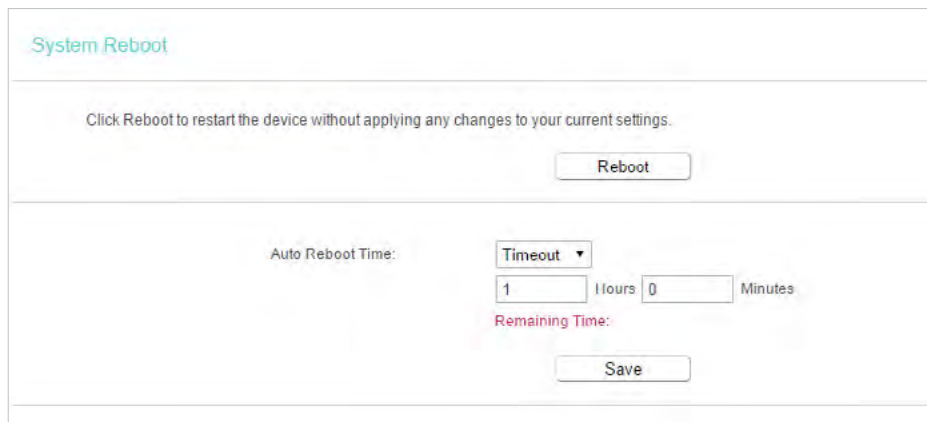 System Reboot
Click Reboot to restart the device without applying any changes to your current settings.
Reboot
Auto Reboot Time: Timeout
1 Hours 0 Minutes
Remaining Time:
Save